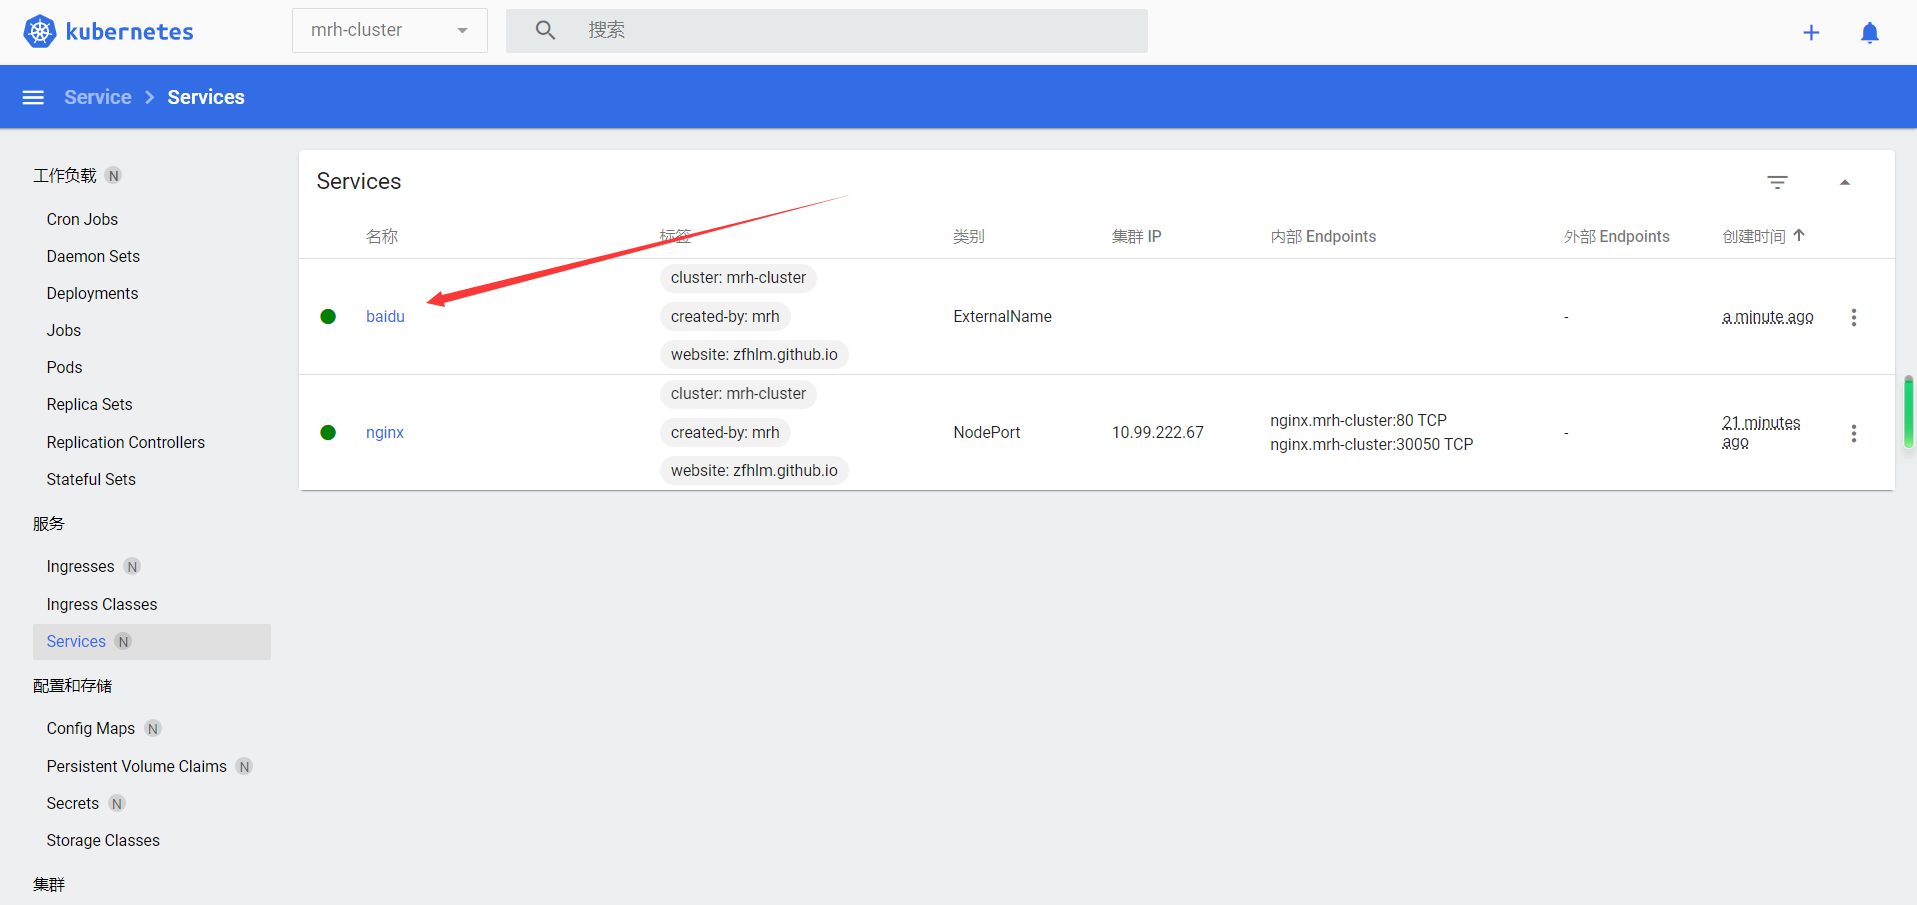 kubernetes
mrh-cluster
搜索
Service
Services
工作负载 N
Cron Jobs
Daemon Sets
Deployments
Jobs
Pods
Replica Sets
Replication Controllers
Stateful Sets
服务
Ingresses N
Ingress Classes
Services N
配置和存储
Config Maps N
Persistent Volume Claims N
Secrets N
Storage Classes
集群
Services
名称 标签 类别 集群 IP 内部 Endpoints 外部 Endpoints 创建时间
cluster: mrh-cluster
baidu created-by: mrh ExternalName - a minute ago
website: zfhlm.github.io
cluster: mrh-cluster
nginx created-by: mrh NodePort 10.99.222.67 nginx.mrh-cluster:80 TCP - 21 minutes
nginx.mrh-cluster:30050 TCP ago
website: zfhlm.github.io